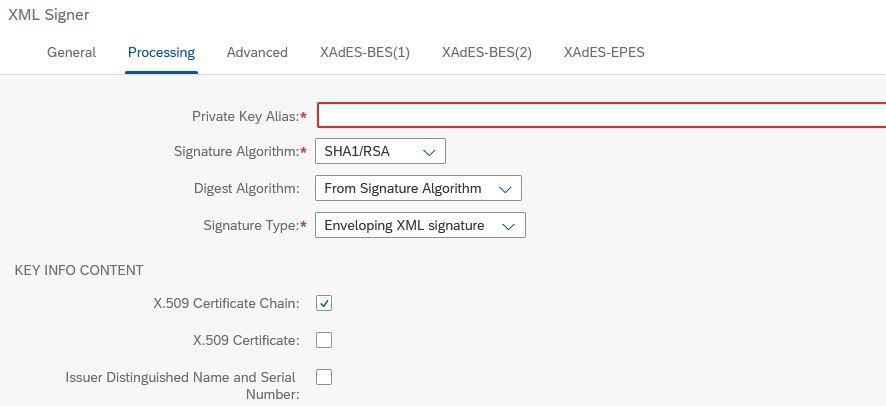 XML Signer
General Processing Advanced XAdES-BES(1) XAdES-BES(2) XAdES-EPES
Private Key Alias:*
Signature Algorithm:* SHA1/RSA
Digest Algorithm: From Signature Algorithm
Signature Type:* Enveloping XML signature
KEY INFO CONTENT
X.509 Certificate Chain:
X.509 Certificate:
Issuer Distinguished Name and Serial
Number: